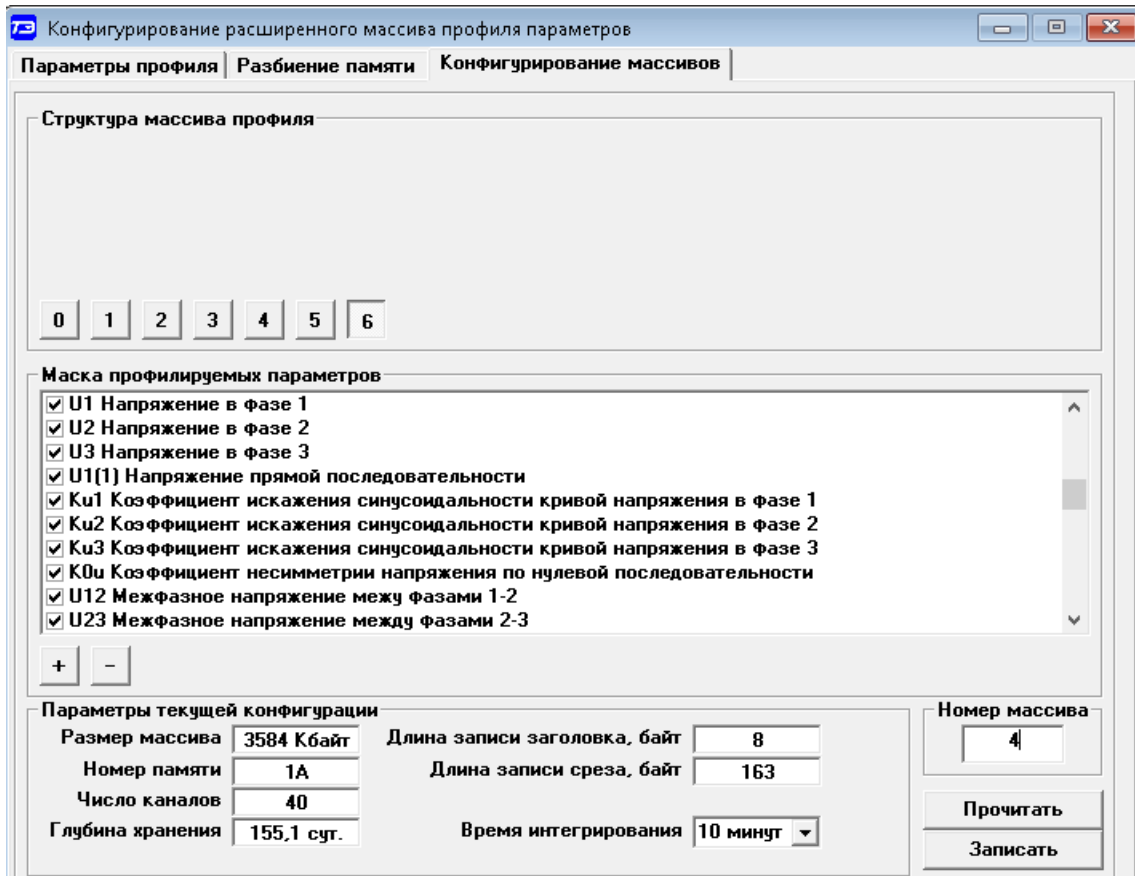 ТЭ Конфигурирование расширенного массива профиля параметров
Параметры профиля Разбиение памяти Конфигурирование массивов
Структура массива профиля
0 1 2 3 4 5 6
Маска профилируемых параметров
U1 Напряжение в фазе 1
U2 Напряжение в фазе 2
U3 Напряжение в фазе 3
U1(1) Напряжение прямой последовательности
Ku1 Коэффициент искажения синусоидальности кривой напряжения в фазе 1
Ku2 Коэффициент искажения синусоидальности кривой напряжения в фазе 2
Ku3 Коэффициент искажения синусоидальности кривой напряжения в фазе 3
K0u Коэффициент несимметрии напряжения по нулевой последовательности
U12 Межфазное напряжение межу фазами 1-2
U23 Межфазное напряжение между фазами 2-3
+ -
Параметры текущей конфигурации Номер массива
Размер массива 3584 Кбайт Длина записи заголовка, байт 8 4
Номер памяти 1А Длина записи среза, байт 163
Число каналов 40 Прочитать
Глубина хранения 155,1 сут. Время интегрирования 10 минут
Записать